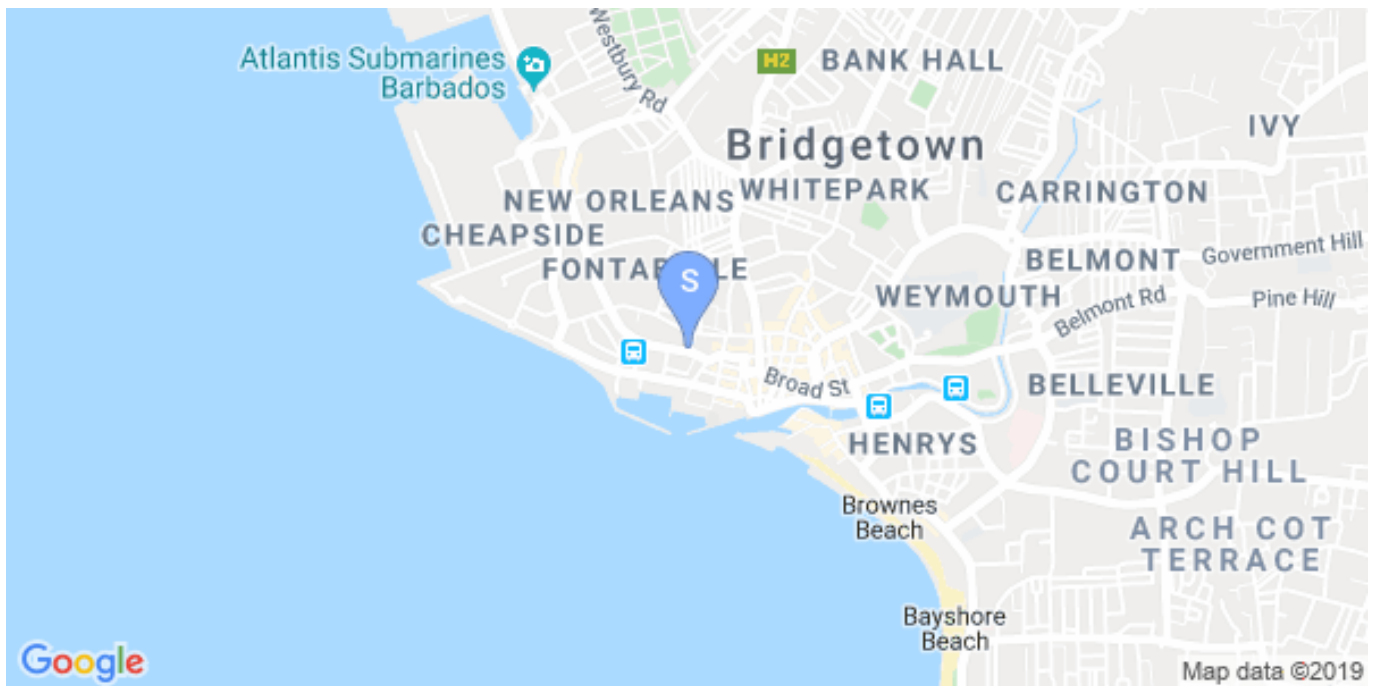 Westbury Rd
H2
BANK HALL
Atlantis Submarines
Barbados
IVY
Bridgetown
WHITEPARK
CARRINGTON
NEW ORLEANS
CHEAPSIDE
Government Hill
BELMONT
FONTABELLE
S
WEYMOUTH
Belmont Rd
Pine Hill
Broad St
BELLEVILLE
HENRYS
BISHOP
COURT HILL
Brownes
Beach
ARCH COT
TERRACE
Bayshore
Beach
Google
Map data ©2019